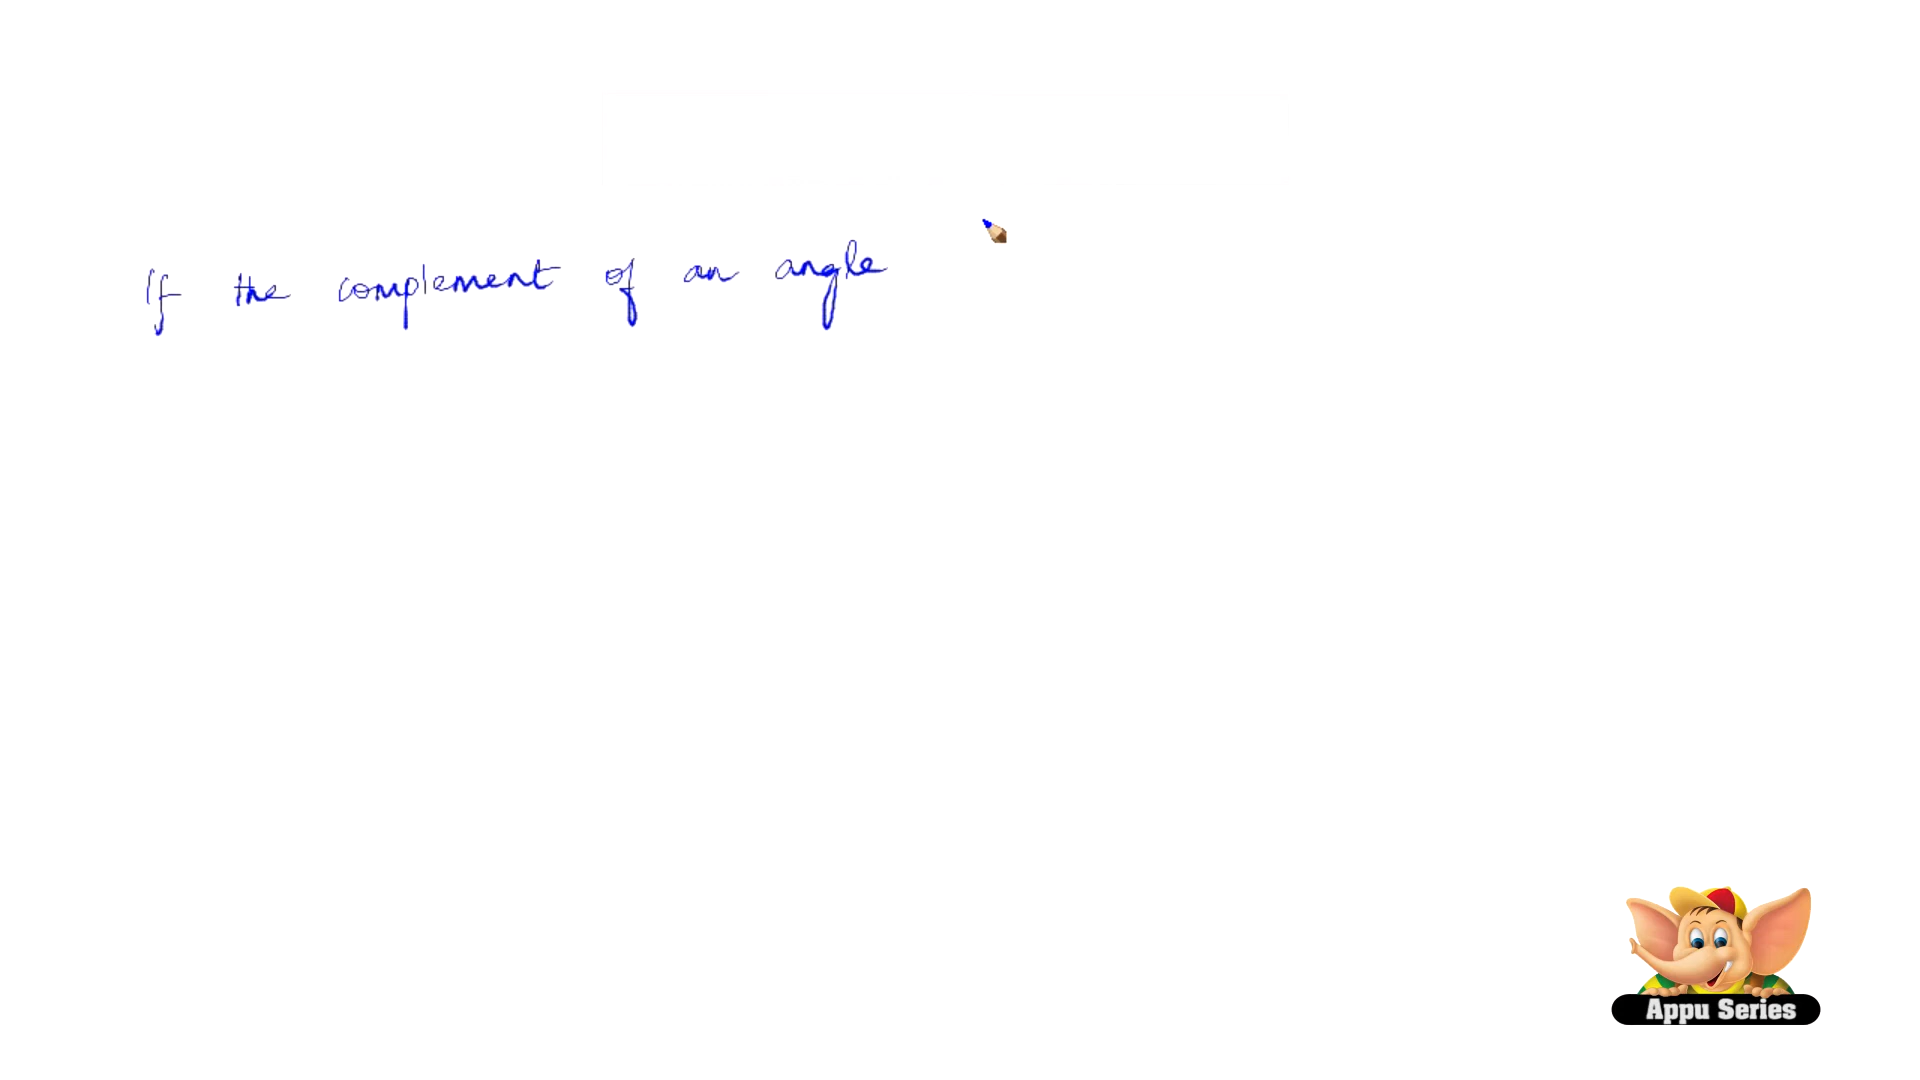 If the complement of an angle
Appu Series